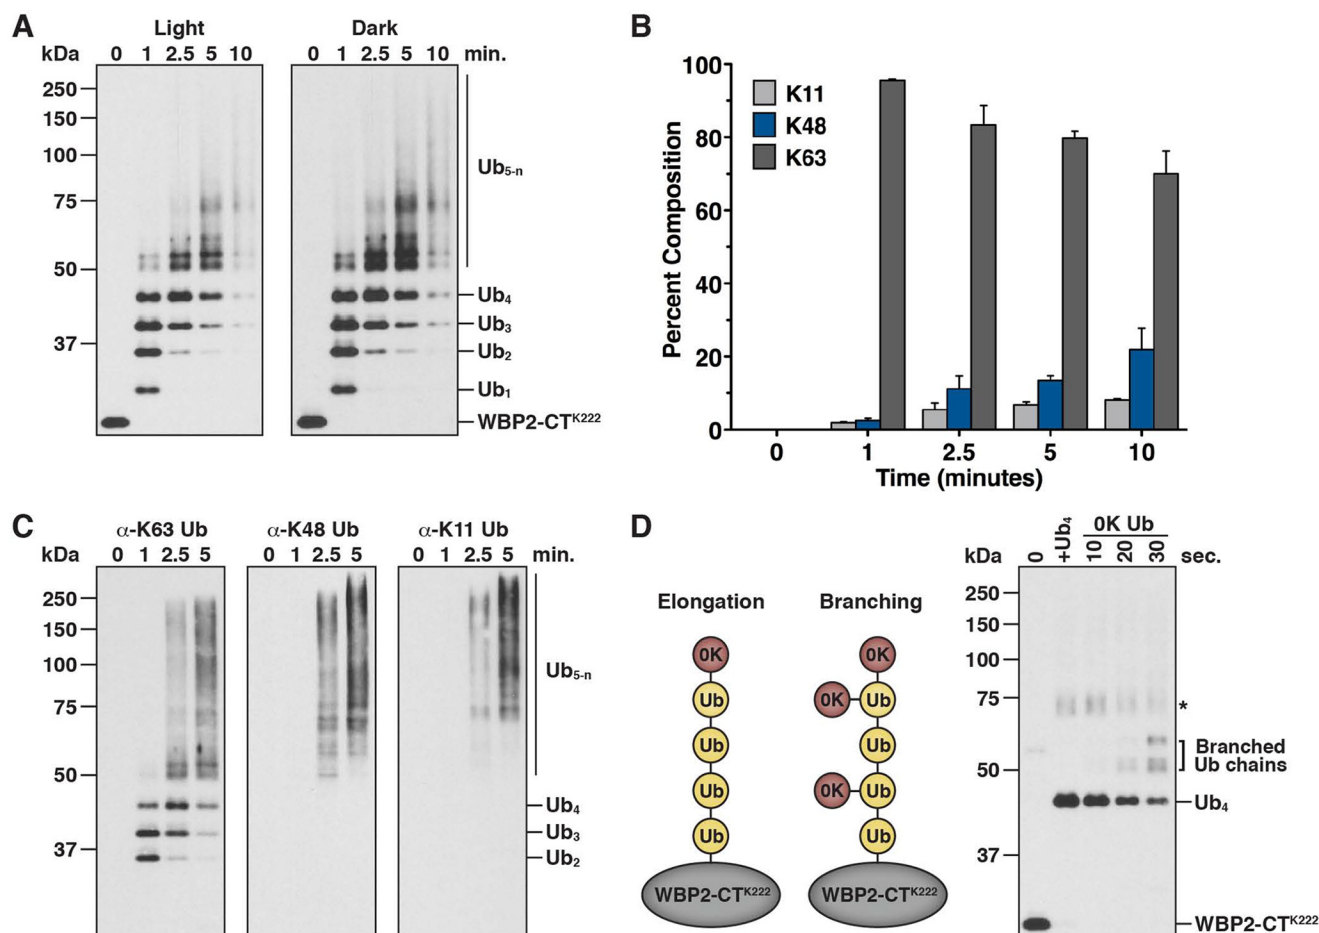 A
Light
Dark
kDa 0 1 2.5 5 10 0 1 2.5 5 10 min.
250
150
100
75
50
37
Ub5-n
Ub4
Ub3
Ub2
Ub1
WBP2-CTK222
B
Percent Composition
100
80
60
40
20
0
K11
K48
K63
0 1 2.5 5 10
Time (minutes)
C
α-K63 Ub α-K48 Ub α-K11 Ub
kDa 0 1 2.5 5 0 1 2.5 5 0 1 2.5 5 min.
250
150
100
75
50
37
Ub5-n
Ub4
Ub3
Ub2
D
Elongation
0K
Ub
Ub
Ub
Ub
WBP2-CTK222
Branching
0K
0K Ub
Ub
0K Ub
Ub
WBP2-CTK222
0K Ub
kDa 0 +Ub4 10 20 30 sec.
250
150
100
75
50
37
*
Branched
Ub chains
Ub4
WBP2-CTK222